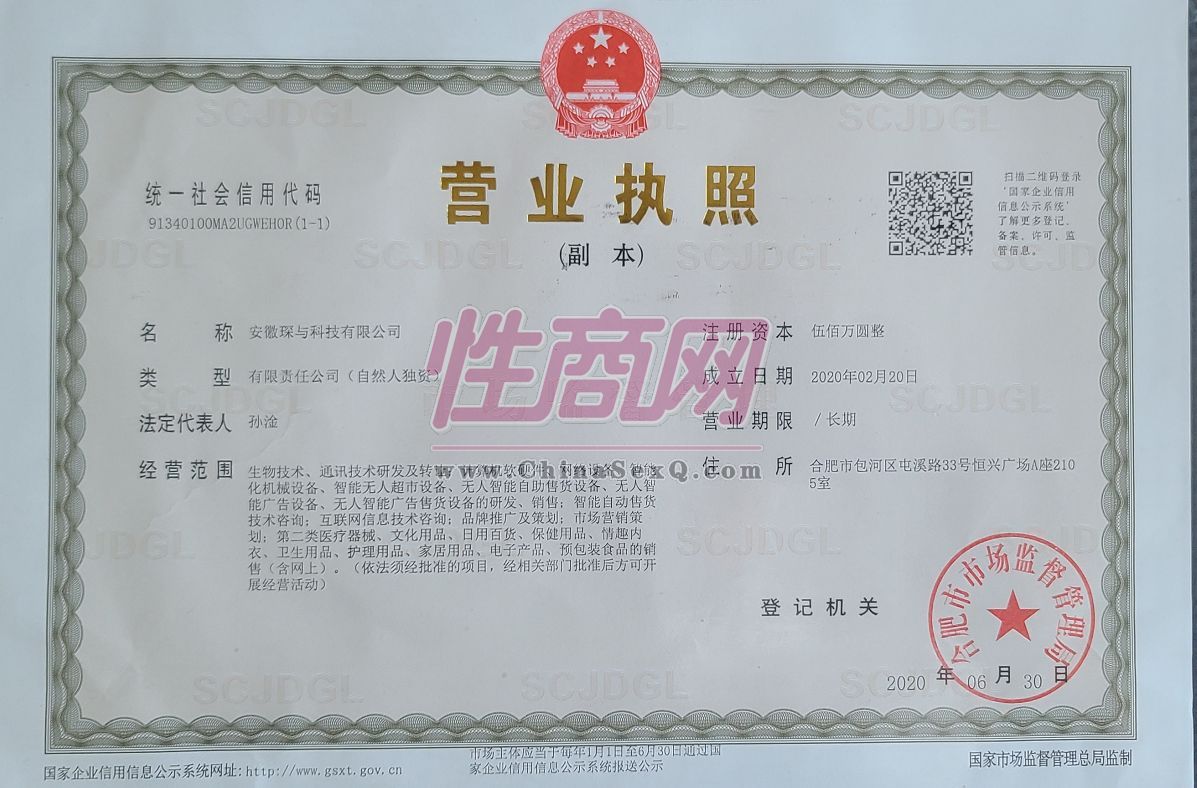 统一社会信用代码
91340100MA2UGWEH0R(1-1)
营业执照
(副 本)
扫描二维码登录
‘国家企业信用
信息公示系统’
了解更多登记、
备案、许可、监
管信息。
名 称 安徽琛与科技有限公司
类 型 有限责任公司（自然人独资）
法定代表人 孙淦
经营范围 生物技术、通讯技术研发及转让；计算机软硬件、网络设备、智能
化机械设备、智能无人超市设备、无人智能自助售货设备、无人智
能广告设备、无人智能广告售货设备的研发、销售；智能自动售货
技术咨询；互联网信息技术咨询；品牌推广及策划；市场营销策
划；第二类医疗器械、文化用品、日用百货、保健用品、情趣内
衣、卫生用品、护理用品、家居用品、电子产品、预包装食品的销
售（含网上）。（依法须经批准的项目，经相关部门批准后方可开
展经营活动）
注册资本 伍佰万圆整
成立日期 2020年02月20日
营业期限 / 长期
住 所 合肥市包河区屯溪路33号恒兴广场A座210
5室
性商网
www.ChinaSexQ.com
登记机关
合肥市市场监督管理局
2020 年 06 月 30 日
国家企业信用信息公示系统网址:http://www.gsxt.gov.cn
市场主体应当于每年1月1日至6月30日通过国
家企业信用信息公示系统报送公示
国家市场监督管理总局监制
SCJDGL